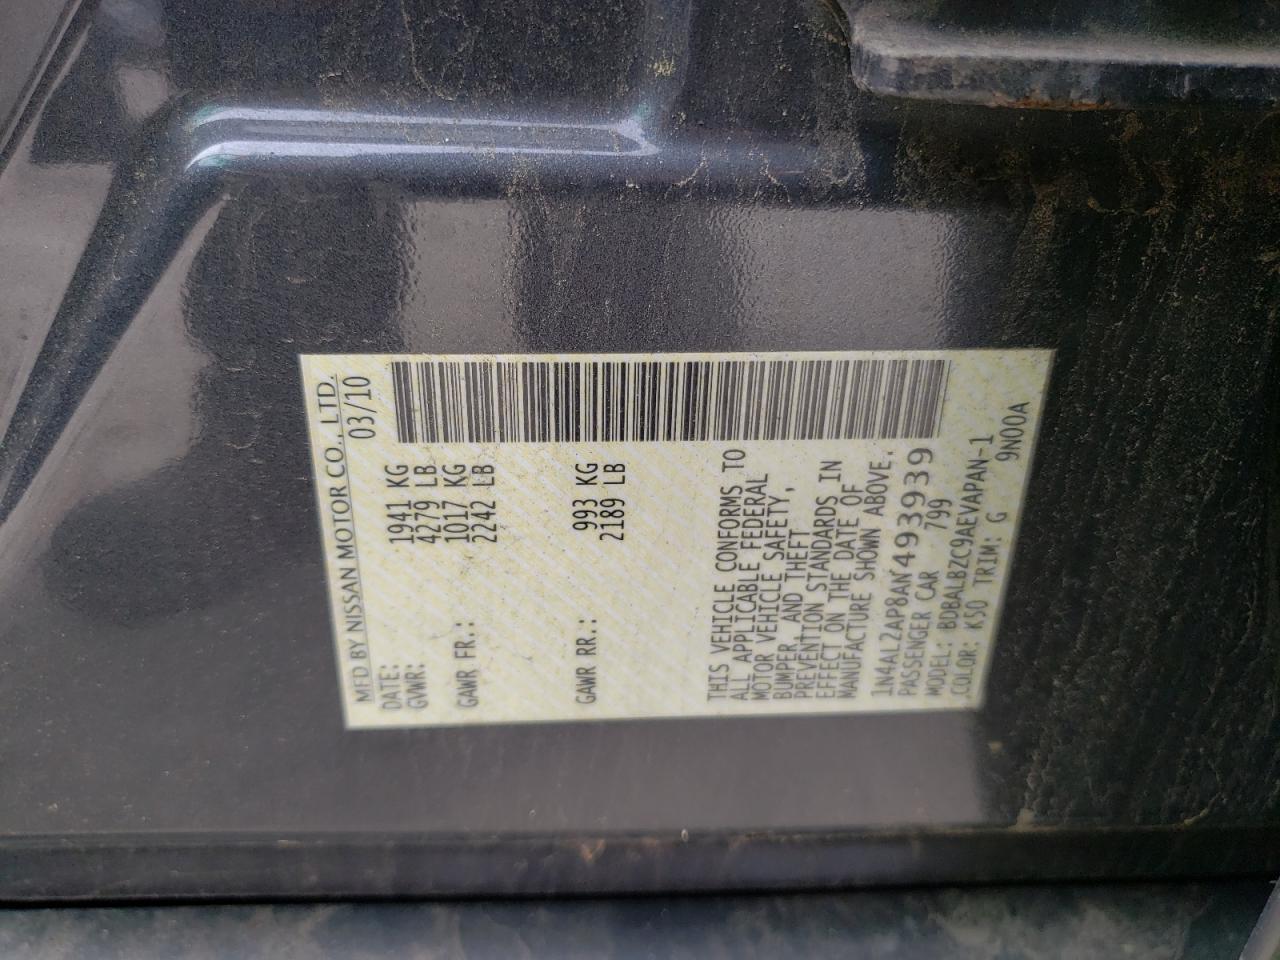 MFD BY NISSAN MOTOR CO., LTD.
DATE: 03/10
GVWR: 1941 KG
4279 LB
GAWR FR.: 1017 KG
2242 LB
GAWR RR.: 993 KG
2189 LB
THIS VEHICLE CONFORMS TO
ALL APPLICABLE FEDERAL
MOTOR VEHICLE SAFETY,
BUMPER, AND THEFT
PREVENTION STANDARDS IN
EFFECT ON THE DATE OF
MANUFACTURE SHOWN ABOVE.
1N4AL2AP8AN493939
PASSENGER CAR 799
MODEL: BDBALBZC9AEVAPAN-1
COLOR: K50 TRIM: G 9N00A